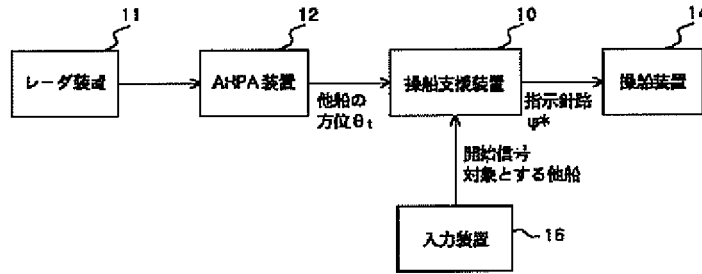 11
12
10
14
レーダ装置
ARPA装置
操船支援装置
操船装置
他船の
方位θt
指示針路
ψ*
開始信号
対象とする他船
入力装置
16